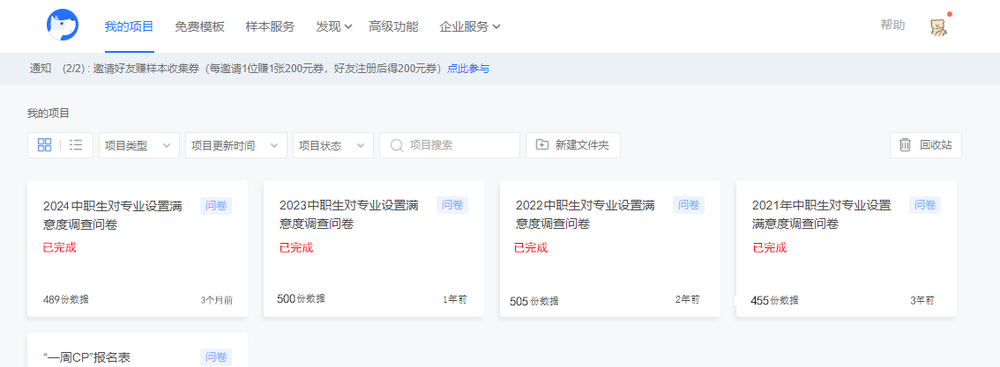 我的项目 免费模板 样本服务 发现 高级功能 企业服务 帮助
通知 (2/2) : 邀请好友赚样本收集券（每邀请1位赚1张200元券，好友注册后得200元券）点此参与
我的项目
项目类型 项目更新时间 项目状态 项目搜索 新建文件夹 回收站
2024中职生对专业设置满
意度调查问卷
问卷
已完成
489份数据 3个月前
2023中职生对专业设置满
意度调查问卷
问卷
已完成
500份数据 1年前
2022中职生对专业设置满
意度调查问卷
问卷
已完成
505份数据 2年前
2021年中职生对专业设置
满意度调查问卷
问卷
已完成
455份数据 3年前
“一周CP”报名表 问卷